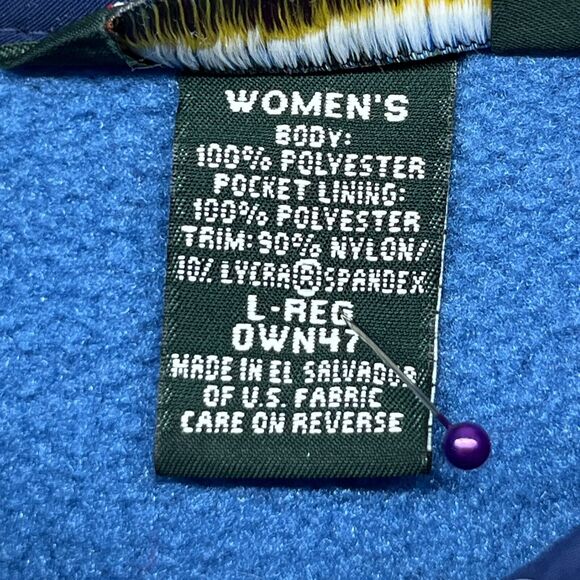 WOMEN'S
BODY:
100% POLYESTER
POCKET LINING:
100% POLYESTER
TRIM: 90% NYLON/
10% LYCRA® SPANDEX
L-REG
OWN47
MADE IN EL SALVADOR
OF U.S. FABRIC
CARE ON REVERSE